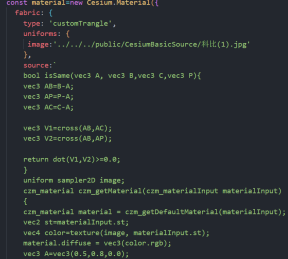 const material=new Cesium.Material({
fabric: {
type: 'customTrangle',
uniforms: {
image:'../../../public/CesiumBasicSource/科比(1).jpg'
},
source:`
bool isSame(vec3 A, vec3 B,vec3 C,vec3 P){
vec3 AB=B-A;
vec3 AP=P-A;
vec3 AC=C-A;
vec3 V1=cross(AB,AC);
vec3 V2=cross(AB,AP);
return dot(V1,V2)>=0.0;
}
uniform sampler2D image;
czm_material czm_getMaterial(czm_materialInput materialInput)
{
czm_material material = czm_getDefaultMaterial(materialInput);
vec2 st=materialInput.st;
vec4 color=texture(image, materialInput.st);
material.diffuse = vec3(color.rgb);
vec3 A=vec3(0.5,0.8,0.0);